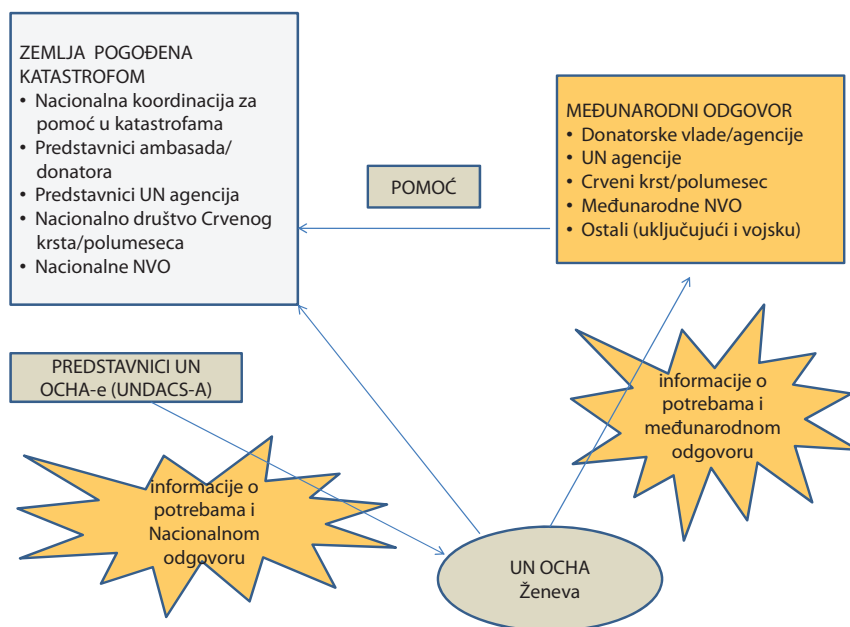 ZEMLJA POGOĐENA
KATASTROFOM
• Nacionalna koordinacija za
pomoć u katastrofama
• Predstavnici ambasada/
donatora
• Predstavnici UN agencija
• Nacionalno društvo Crvenog
krsta/polumeseca
• Nacionalne NVO
POMOĆ
MEĐUNARODNI ODGOVOR
• Donatorske vlade/agencije
• UN agencije
• Crveni krst/polumesec
• Međunarodne NVO
• Ostali (uključujući i vojsku)
PREDSTAVNICI UN
OCHA-e (UNDACS-A)
informacije o
potrebama i
međunarodnom
odgovoru
informacije o
potrebama i
Nacionalnom
odgovoru
UN OCHA
Ženeva